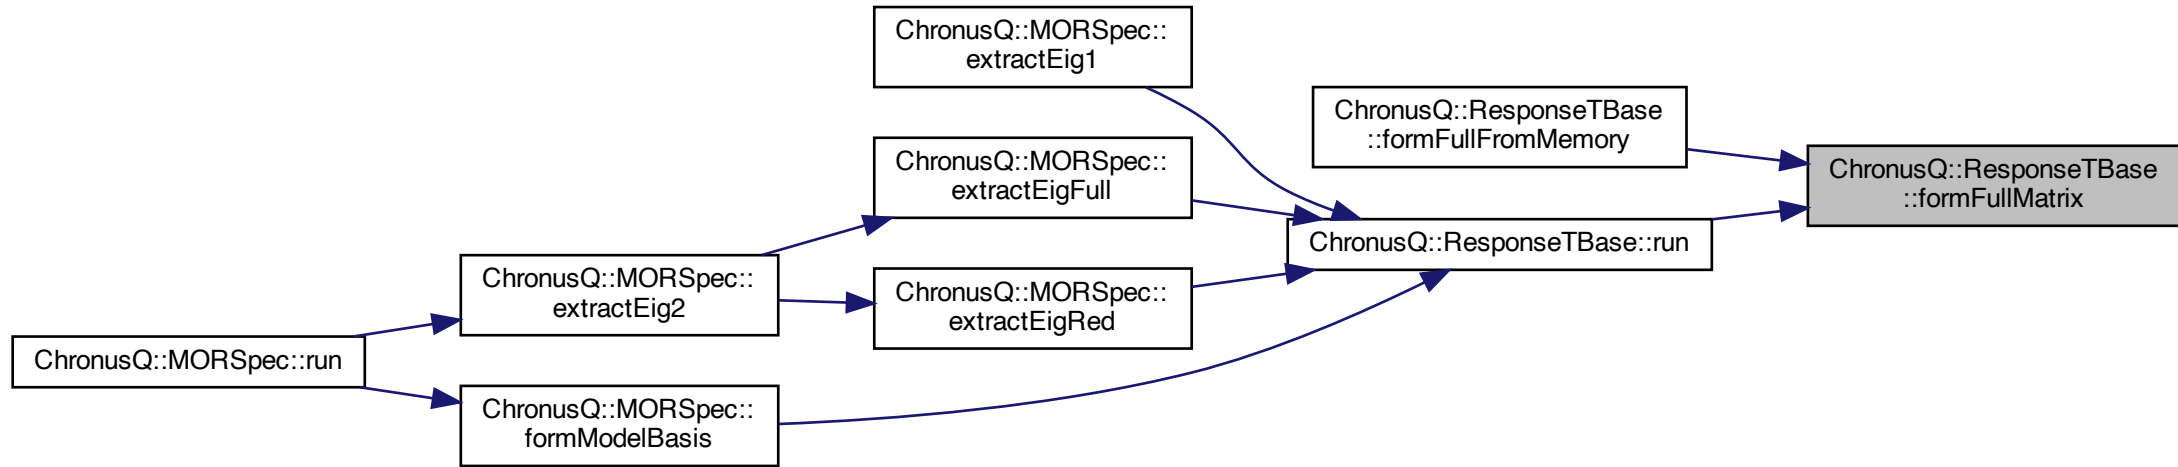 ChronusQ::MORSpec::
extractEig1
ChronusQ::ResponseTBase
::formFullFromMemory
ChronusQ::MORSpec::
extractEigFull
ChronusQ::ResponseTBase
::formFullMatrix
ChronusQ::ResponseTBase::run
ChronusQ::MORSpec::
extractEig2
ChronusQ::MORSpec::
extractEigRed
ChronusQ::MORSpec::run
ChronusQ::MORSpec::
formModelBasis